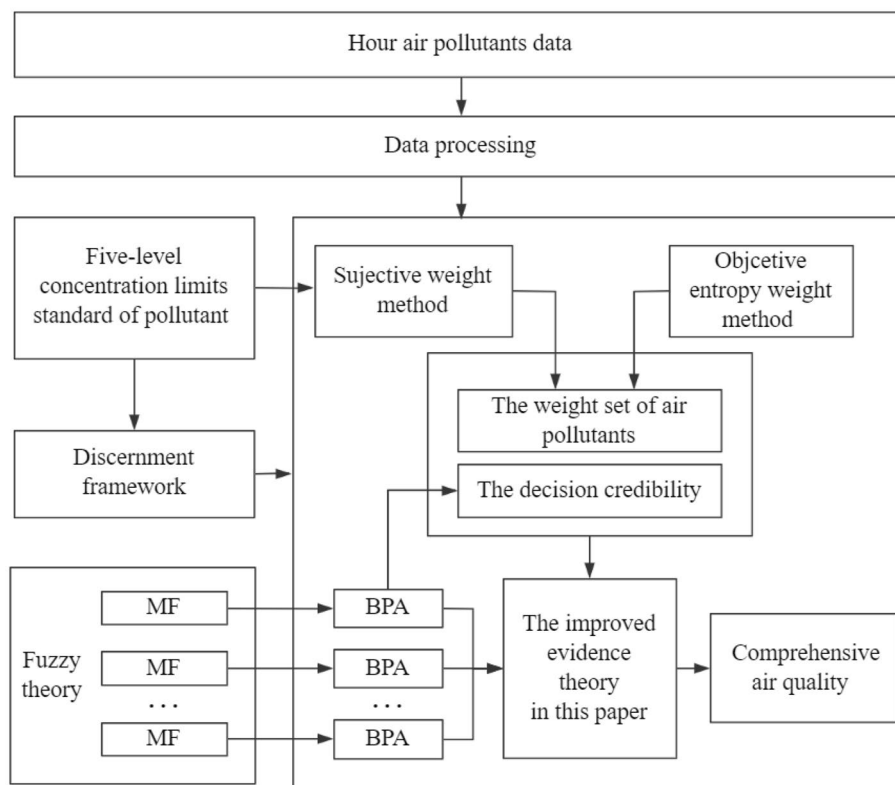 Hour air pollutants data
Data processing
Five-level
concentration limits
standard of pollutant
Sujective weight
method
Objcetive
entropy weight
method
The weight set of air
pollutants
Discernment
framework
The decision credibility
Fuzzy
theory
MF
MF
...
MF
BPA
BPA
...
BPA
The improved
evidence
theory
in this paper
Comprehensive
air quality